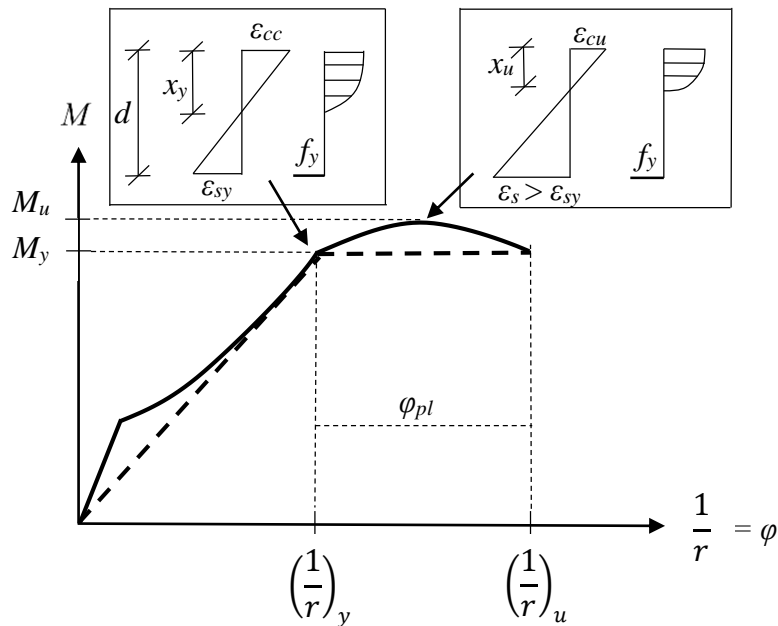 ε_cc
x_y
d
f_y
ε_sy
ε_cu
x_u
f_y
ε_s > ε_sy
M
M_u
M_y
φ_pl
1/r = φ
(1/r)_y
(1/r)_u